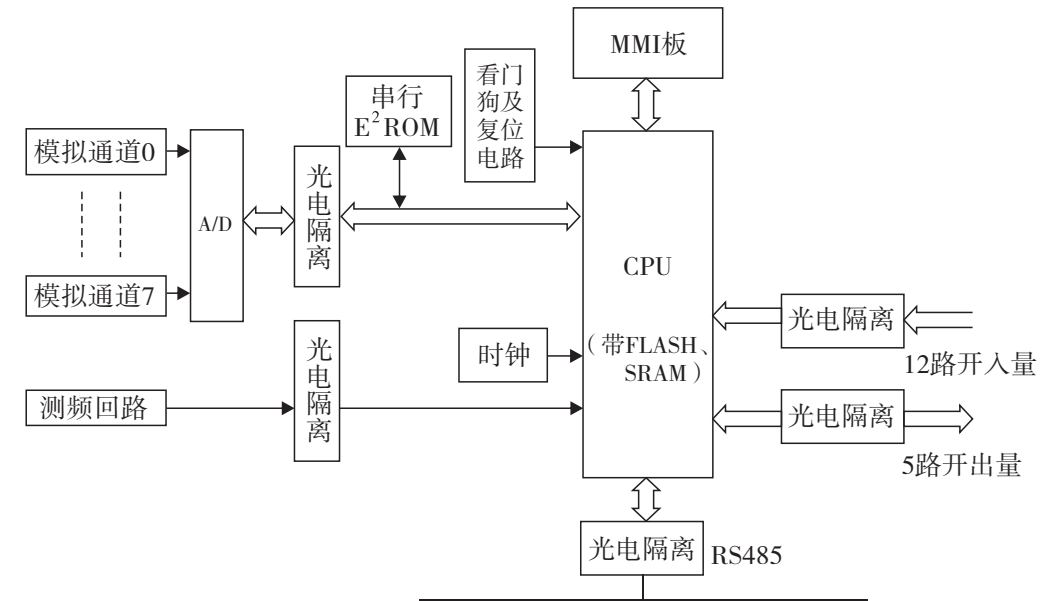 MMI板
看门
狗及
复位
电路
串行
E²ROM
模拟通道0
A/D
光
电
隔
离
CPU
(带FLASH、
SRAM)
模拟通道7
光电隔离
12路开入量
时钟
光
电
隔
离
测频回路
光电隔离
5路开出量
光电隔离
RS485